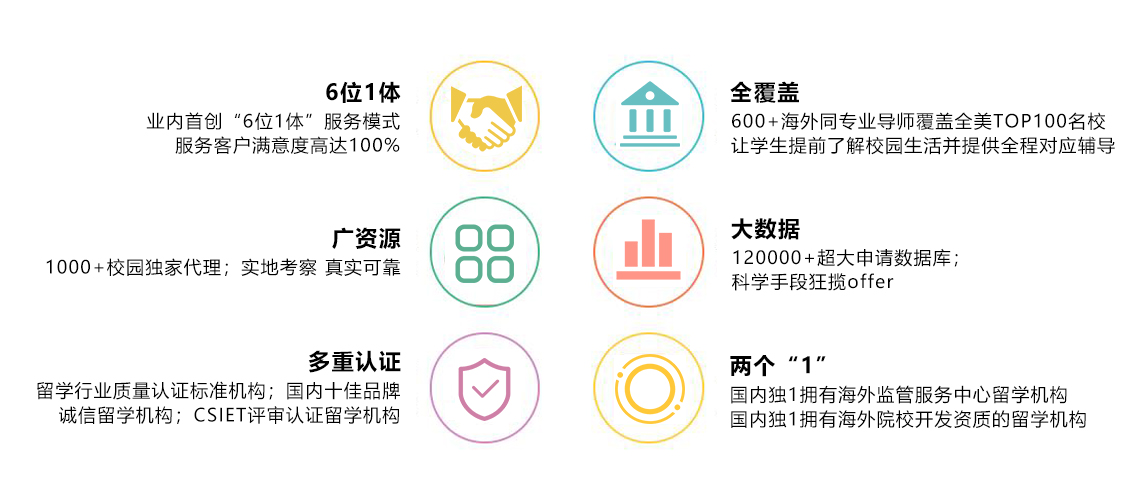 6位1体
业内首创“6位1体”服务模式
服务客户满意度高达100%
全覆盖
600+海外同专业导师覆盖全美TOP100名校
让学生提前了解校园生活并提供全程对应辅导
广资源
1000+校园独家代理；实地考察 真实可靠
大数据
120000+超大申请数据库；
科学手段狂揽offer
多重认证
留学行业质量认证标准机构；国内十佳品牌
诚信留学机构；CSIET评审认证留学机构
两个“1”
国内独1拥有海外监管服务中心留学机构
国内独1拥有海外院校开发资质的留学机构